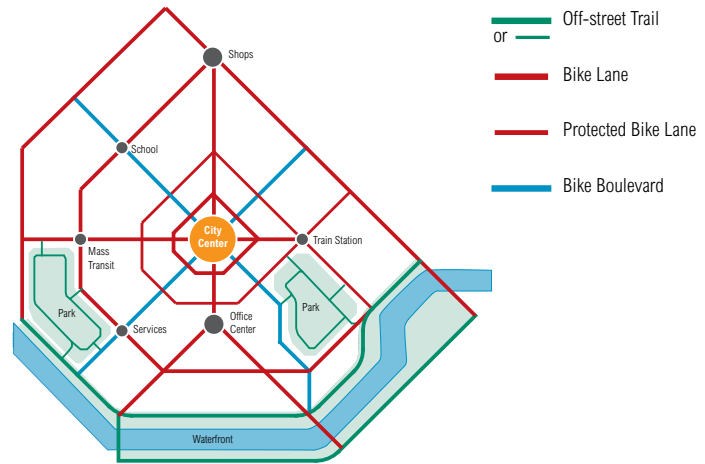 Off-street Trail
or
Bike Lane
Protected Bike Lane
Bike Boulevard
Shops
School
City
Center
Train Station
Mass
Transit
Park
Park
Office
Center
Services
Waterfront